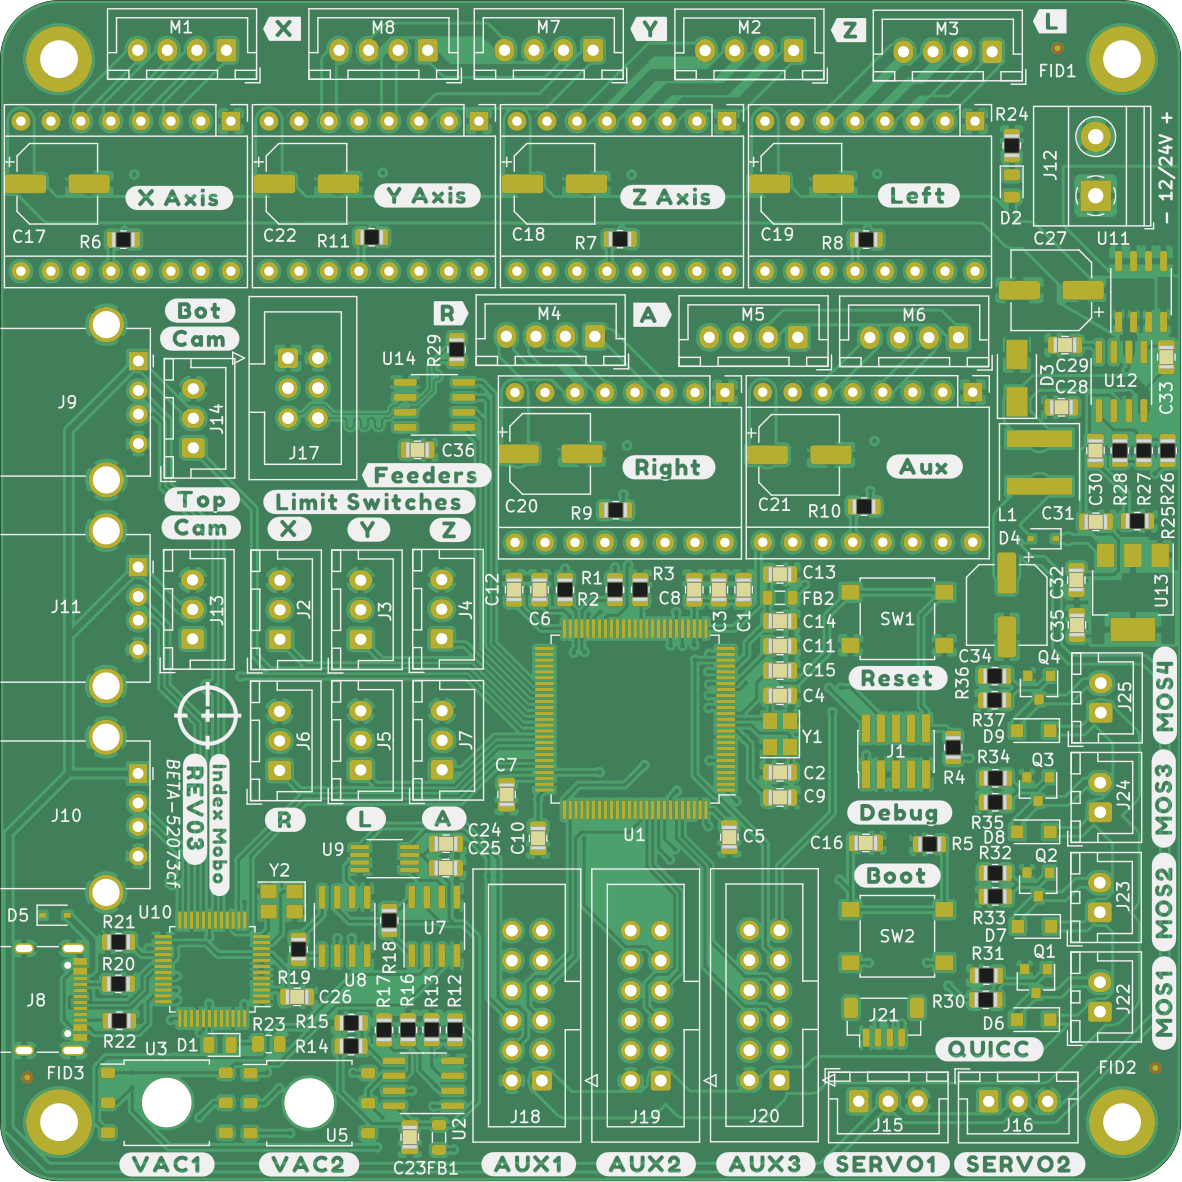 M1
X
M8
M7
Y
M2
Z
M3
L
FID1
R24
J12
- 12/24V +
D2
+
X Axis
C17
R6
+
Y Axis
C22
R11
+
Z Axis
C18
R7
+
Left
C19
R8
C27
U11
+
Bot
Cam
R
M4
A
M5
M6
U14
R29
J9
J14
J17
C36
Feeders
Top
Cam
Limit Switches
X
Y
Z
+
Right
C20
R9
+
Aux
C21
R10
D3
C29
C28
U12
C33
C30
R28
R27
R26
L1
C31
R25
D4
+
J11
J13
J2
J3
J4
C12
C6
R1
R2
R3
C8
C3
C1
C13
FB2
C14
C11
C15
C4
Y1
C2
C9
SW1
Reset
C32
C35
U13
C34
R36
Q4
R37
D9
J25
MOS4
J6
J5
J7
C7
C10
U1
C5
J1
R4
Debug
R34
Q3
R35
D8
J24
MOS3
J10
BETA-52073cf
REV03
Index Mobo
R
L
A
C24
C25
U9
Y2
C16
R5
Boot
R32
Q2
R33
D7
J23
MOS2
D5
R21
U10
R20
R19
U8
R18
U7
C26
J8
R22
R17
R16
R13
R12
R15
R14
R23
D1
U3
FID3
SW2
R31
Q1
R30
D6
J22
MOS1
J21
QUICC
FID2
U5
U2
C23
FB1
J18
J19
J20
J15
J16
VAC1
VAC2
AUX1
AUX2
AUX3
SERVO1
SERVO2